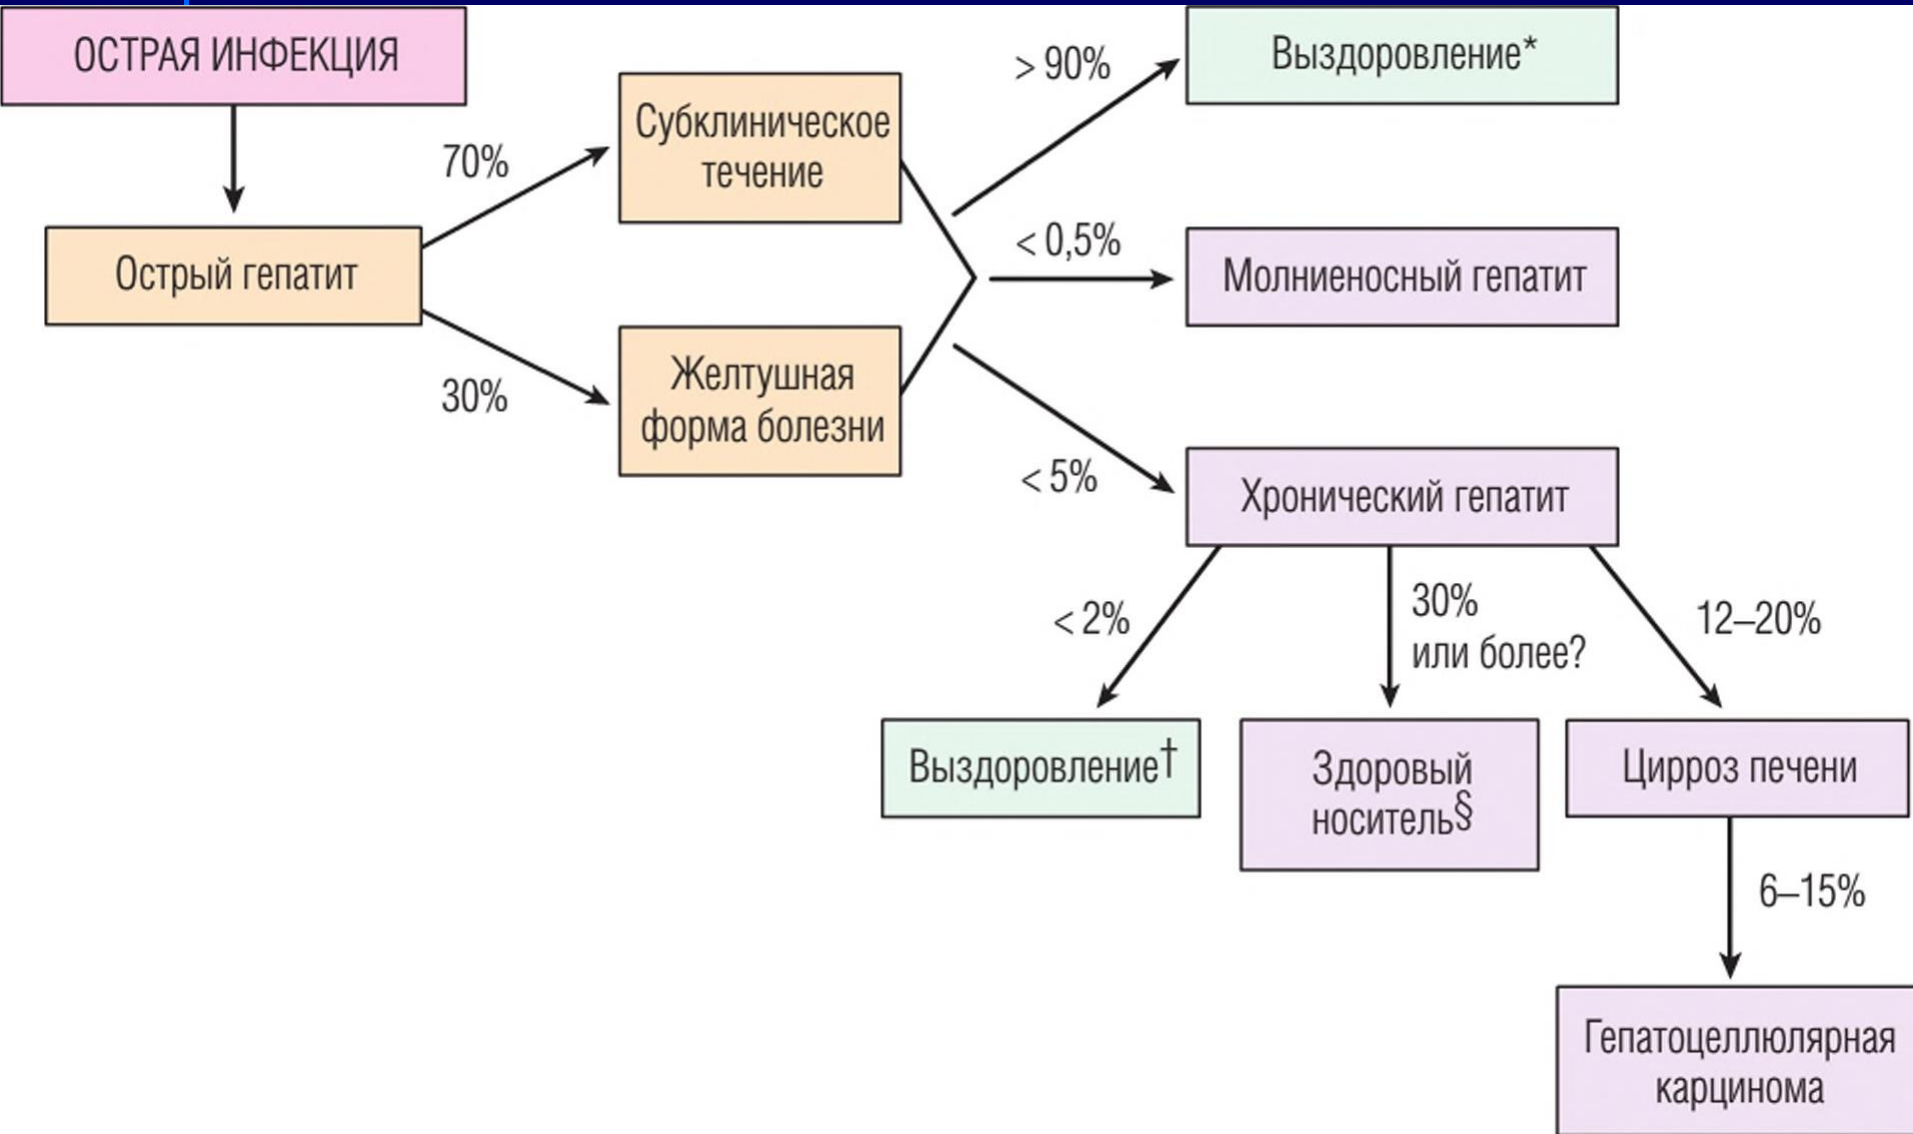 ОСТРАЯ ИНФЕКЦИЯ
Острый гепатит
70%
30%
Субклиническое
течение
Желтушная
форма болезни
> 90%
< 0,5%
< 5%
Выздоровление*
Молниеносный гепатит
Хронический гепатит
< 2%
30%
или более?
12–20%
Выздоровление†
Здоровый
носитель§
Цирроз печени
6–15%
Гепатоцеллюлярная
карцинома